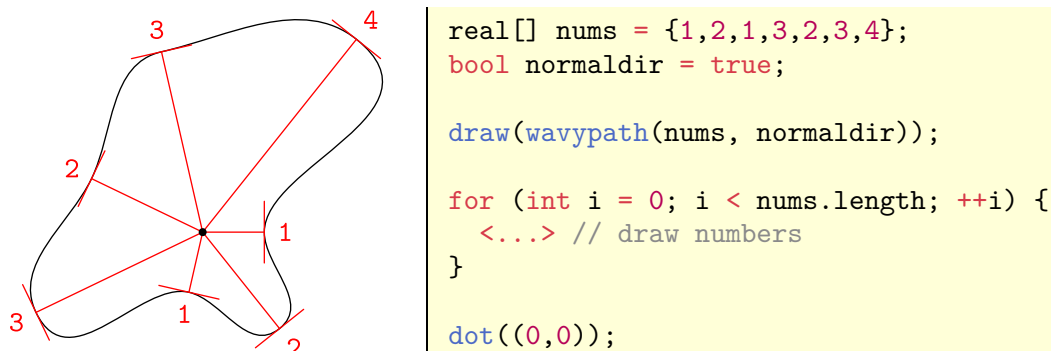 3
4
2
1
3
1
2
real[] nums = {1,2,1,3,2,3,4};
bool normaldir = true;
draw(wavypath(nums, normaldir));
for (int i = 0; i < nums.length; ++i) {
<...> // draw numbers
}
dot((0,0));